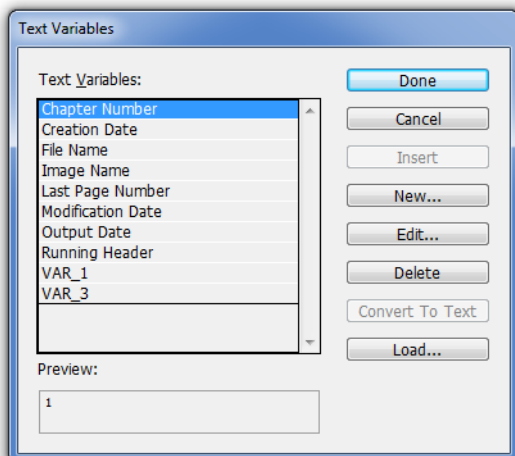 Text Variables
Text Variables:
Chapter Number
Creation Date
File Name
Image Name
Last Page Number
Modification Date
Output Date
Running Header
VAR_1
VAR_3
Done
Cancel
Insert
New...
Edit...
Delete
Convert To Text
Load...
Preview:
1